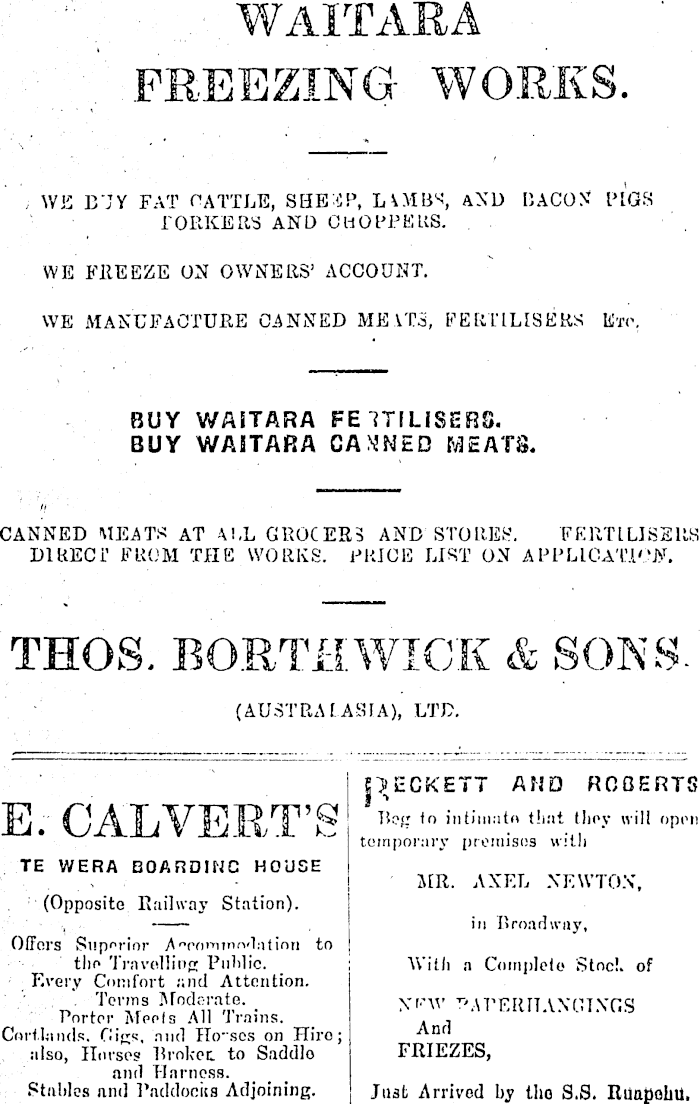 WAITARA
FREEZING WORKS.
WE BUY FAT CATTLE, SHEEP, LAMBS, AND BACON PIGS
PORKERS AND CHOPPERS.
WE FREEZE ON OWNERS' ACCOUNT.
WE MANUFACTURE CANNED MEATS, FERTILISERS Etc.
BUY WAITARA FERTILISERS.
BUY WAITARA CANNED MEATS.
CANNED MEATS AT ALL GROCERS AND STORES. FERTILISERS
DIRECT FROM THE WORKS. PRICE LIST ON APPLICATION.
THOS. BORTHWICK & SONS.
(AUSTRALASIA), LTD.
E. CALVERT'S
TE WERA BOARDING HOUSE
(Opposite Railway Station).
Offers Superior Accommodation to
the Travelling Public.
Every Comfort and Attention.
Terms Moderate.
Porter Meets All Trains.
Cortlands, Gigs, and Horses on Hire;
also, Horses Broken to Saddle
and Harness.
Stables and Paddocks Adjoining.
RECKETT AND ROBERTS
Beg to intimate that they will open
temporary premises with
MR. AXEL NEWTON,
in Broadway,
With a Complete Stock of
NEW PAPERHANGINGS
And
FRIEZES,
Just Arrived by the S.S. Ruapehu.